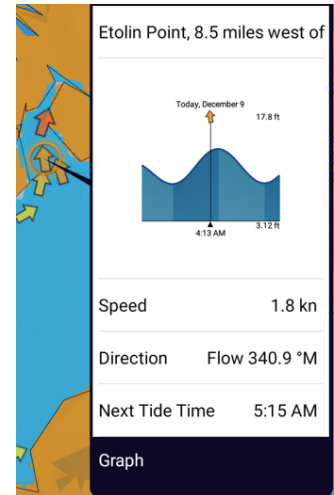 Etolin Point, 8.5 miles west of
Today, December 9
17.8 ft
3.12 ft
4:13 AM
Speed 1.8 kn
Direction Flow 340.9 °M
Next Tide Time 5:15 AM
Graph